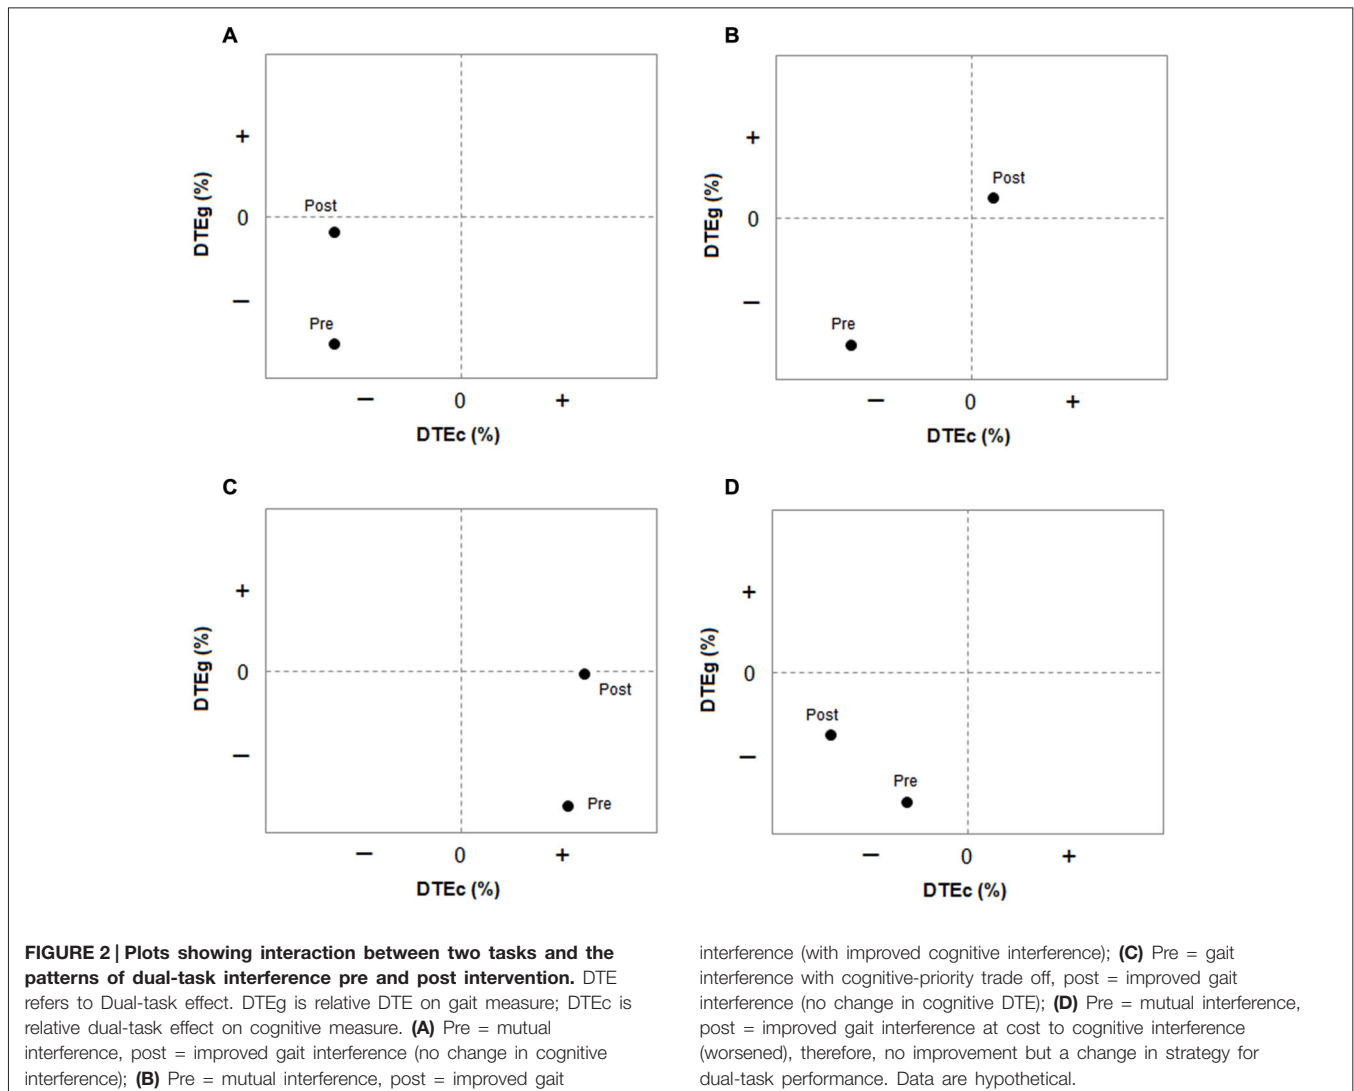 A
+
DTEg (%)
Post
0
Pre
−
− 0 +
DTEc (%)
B
+
DTEg (%)
Post
0
−
Pre
− 0 +
DTEc (%)
C
+
DTEg (%)
0
Post
−
Pre
− 0 +
DTEc (%)
D
+
DTEg (%)
0
Post
−
Pre
− 0 +
DTEc (%)
FIGURE 2 | Plots showing interaction between two tasks and the
patterns of dual-task interference pre and post intervention. DTE
refers to Dual-task effect. DTEg is relative DTE on gait measure; DTEc is
relative dual-task effect on cognitive measure. (A) Pre = mutual
interference, post = improved gait interference (no change in cognitive
interference); (B) Pre = mutual interference, post = improved gait
interference (with improved cognitive interference); (C) Pre = gait
interference with cognitive-priority trade off, post = improved gait
interference (no change in cognitive DTE); (D) Pre = mutual interference,
post = improved gait interference at cost to cognitive interference
(worsened), therefore, no improvement but a change in strategy for
dual-task performance. Data are hypothetical.